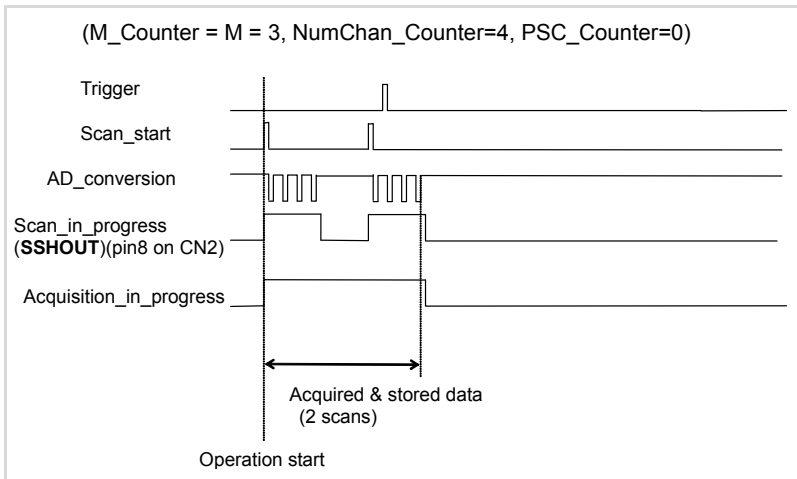 (M_Counter = M = 3, NumChan_Counter=4, PSC_Counter=0)
Trigger
Scan_start
AD_conversion
Scan_in_progress
(SSHOUT)(pin8 on CN2)
Acquisition_in_progress
Acquired & stored data
(2 scans)
Operation start